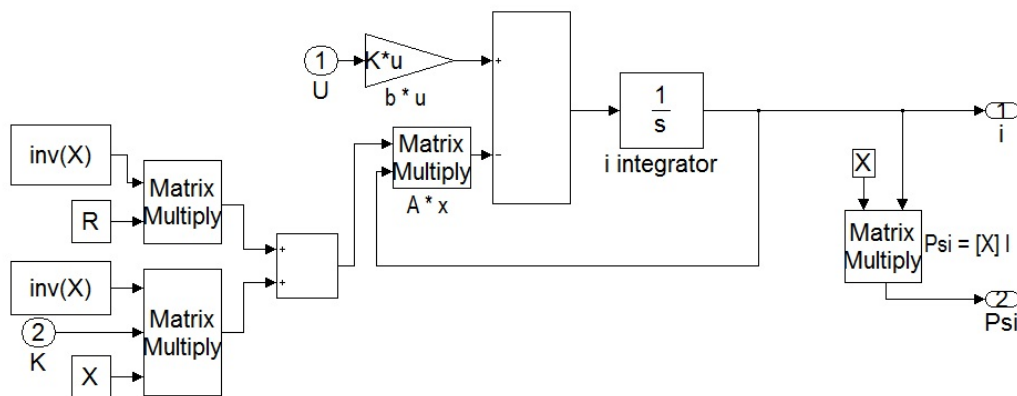 1
U
K*u
b * u
+
−
1
s
i integrator
1
i
inv(X)
R
Matrix
Multiply
Matrix
Multiply
A * x
+
+
inv(X)
2
K
X
Matrix
Multiply
X
Matrix
Multiply
Psi = [X] I
2
Psi